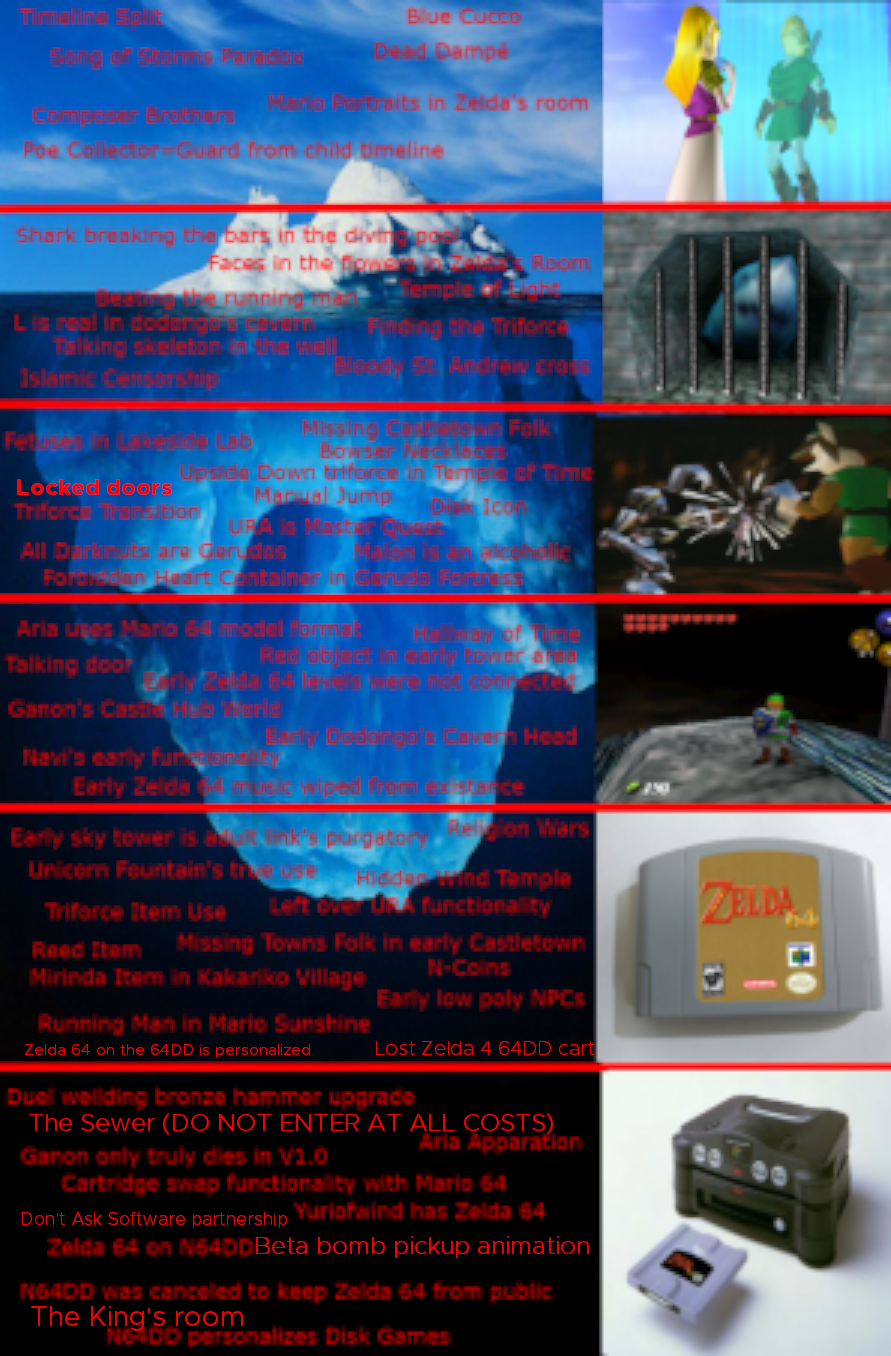 Timeline Split
Blue Cucco
Song of Storms Paradox
Dead Dampé
Mario Portraits in Zelda's room
Composer Brothers
Poe Collector=Guard from child timeline
Shark breaking the bars in the diving pool
Faces in the flowers in Zelda's Room
Beating the running man
Temple of Light
L is real in dodongo's cavern
Finding the Triforce
Talking skeleton in the well
Bloody St. Andrew cross
Islamic Censorship
Fetuses in Lakeside Lab
Missing Castletown Folk
Bowser Necklaces
Upside Down triforce in Temple of Time
Locked doors
Manual Jump
Disk Icon
Triforce Transition
URA is Master Quest
All Darknuts are Gerudos
Malon is an alcoholic
Forbidden Heart Container in Gerudo Fortress
Aria uses Mario 64 model format
Hallway of Time
Talking door
Red object in early tower area
Early Zelda 64 levels were not connected
Ganon's Castle Hub World
Early Dodongo's Cavern Head
Navi's early functionality
Early Zelda 64 music wiped from existance
150
Early sky tower is adult link's purgatory
Religion Wars
Unicorn Fountain's true use
Hidden Wind Temple
Triforce Item Use
Left over URA functionality
Reed Item
Missing Towns Folk in early Castletown
N-Coins
Mirinda Item in Kakariko Village
Early low poly NPCs
Running Man in Mario Sunshine
Zelda 64 on the 64DD is personalized
Lost Zelda 4 64DD cart
ZELDA
64
Duel weilding bronze hammer upgrade
The Sewer (DO NOT ENTER AT ALL COSTS)
Aria Apparation
Ganon only truly dies in V1.0
Cartridge swap functionality with Mario 64
Don't Ask Software partnership
Yuriofwind has Zelda 64
Zelda 64 on N64DD
Beta bomb pickup animation
N64DD was canceled to keep Zelda 64 from public
The King's room
N64DD personalizes Disk Games